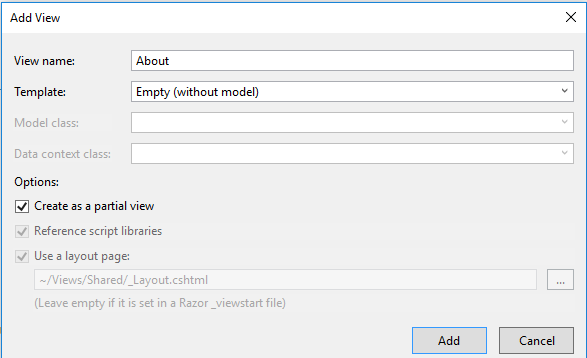 Add View
View name: About
Template: Empty (without model)
Model class:
Data context class:
Options:
Create as a partial view
Reference script libraries
Use a layout page:
~/Views/Shared/_Layout.cshtml ...
(Leave empty if it is set in a Razor _viewstart file)
Add Cancel